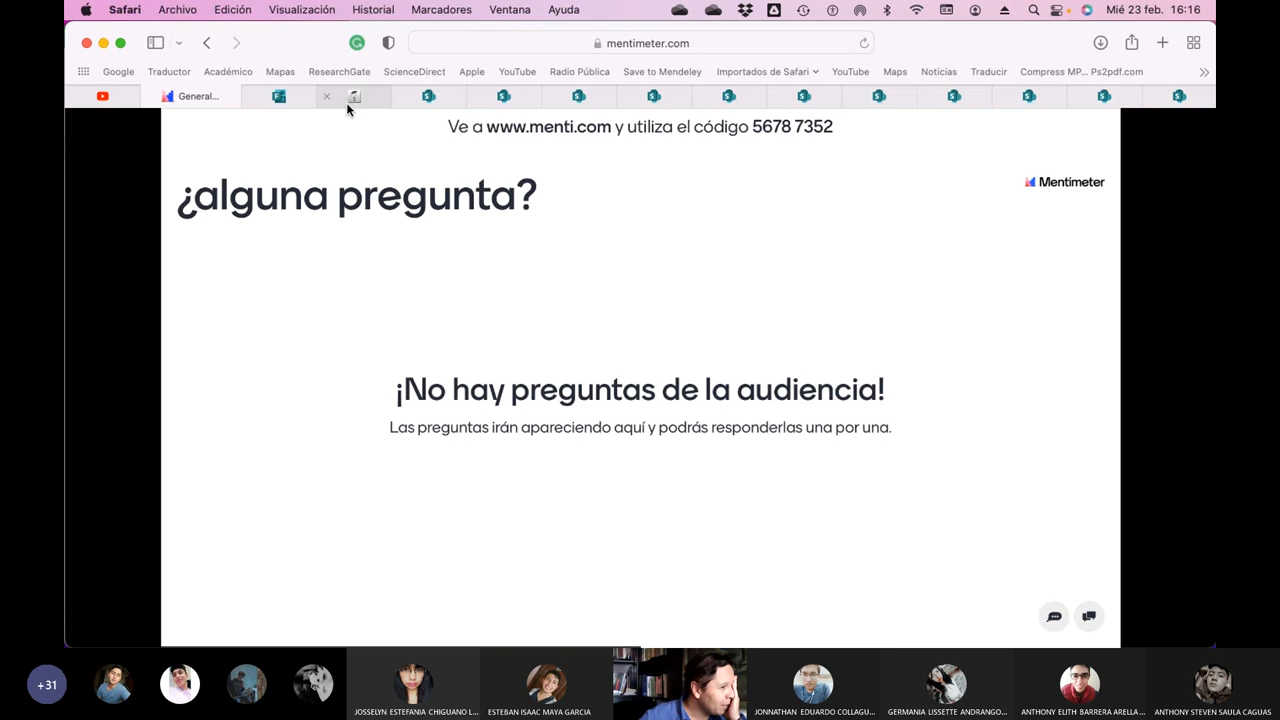 Safari Archivo Edición Visualización Historial Marcadores Ventana Ayuda Mié 23 feb. 16:16
mentimeter.com
Google Traductor Académico Mapas ResearchGate ScienceDirect Apple YouTube Radio Pública Save to Mendeley Importados de Safari YouTube Maps Noticias Traducir Compress MP... Ps2pdf.com
General...
Ve a www.menti.com y utiliza el código 5678 7352
¿alguna pregunta?
Mentimeter
¡No hay preguntas de la audiencia!
Las preguntas irán apareciendo aquí y podrás responderlas una por una.
+31
JOSSELYN ESTEFANIA CHIGUANO L...
ESTEBAN ISAAC MAYA GARCIA
JONNATHAN EDUARDO COLLAGU...
GERMANIA LISSETTE ANDRANGO...
ANTHONY ELITH BARRERA ARELLA...
ANTHONY STEVEN SAULA CAGUAS